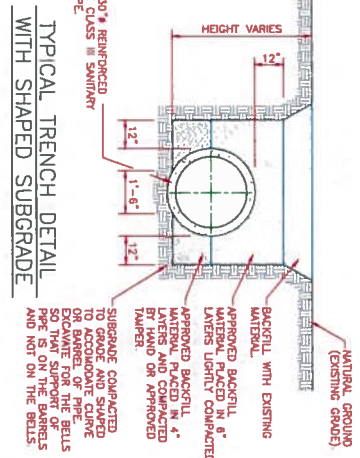 NATURAL GROUND
(EXISTING GRADE).
HEIGHT VARIES
12"
BACKFILL WITH EXISTING
MATERIAL.
APPROVED BACKFILL
MATERIAL PLACED IN 6"
LAYERS LIGHTLY COMPACTED
APPROVED BACKFILL
MATERIAL PLACED IN 4"
LAYERS AND COMPACTED
BY HAND OR APPROVED
TAMPER.
12"
1'-6"
12"
30"ø REINFORCED
CLASS III SANITARY
PE.
SUBGRADE COMPACTED
TO GRADE AND SHAPED
TO ACCOMODATE CURVE
OR BARREL OF PIPE.
EXCAVATE FOR THE BELLS
SO THAT SUPPORT OF
PIPE IS ON THE BARRELS
AND NOT ON THE BELLS.
TYPICAL TRENCH DETAIL
WITH SHAPED SUBGRADE